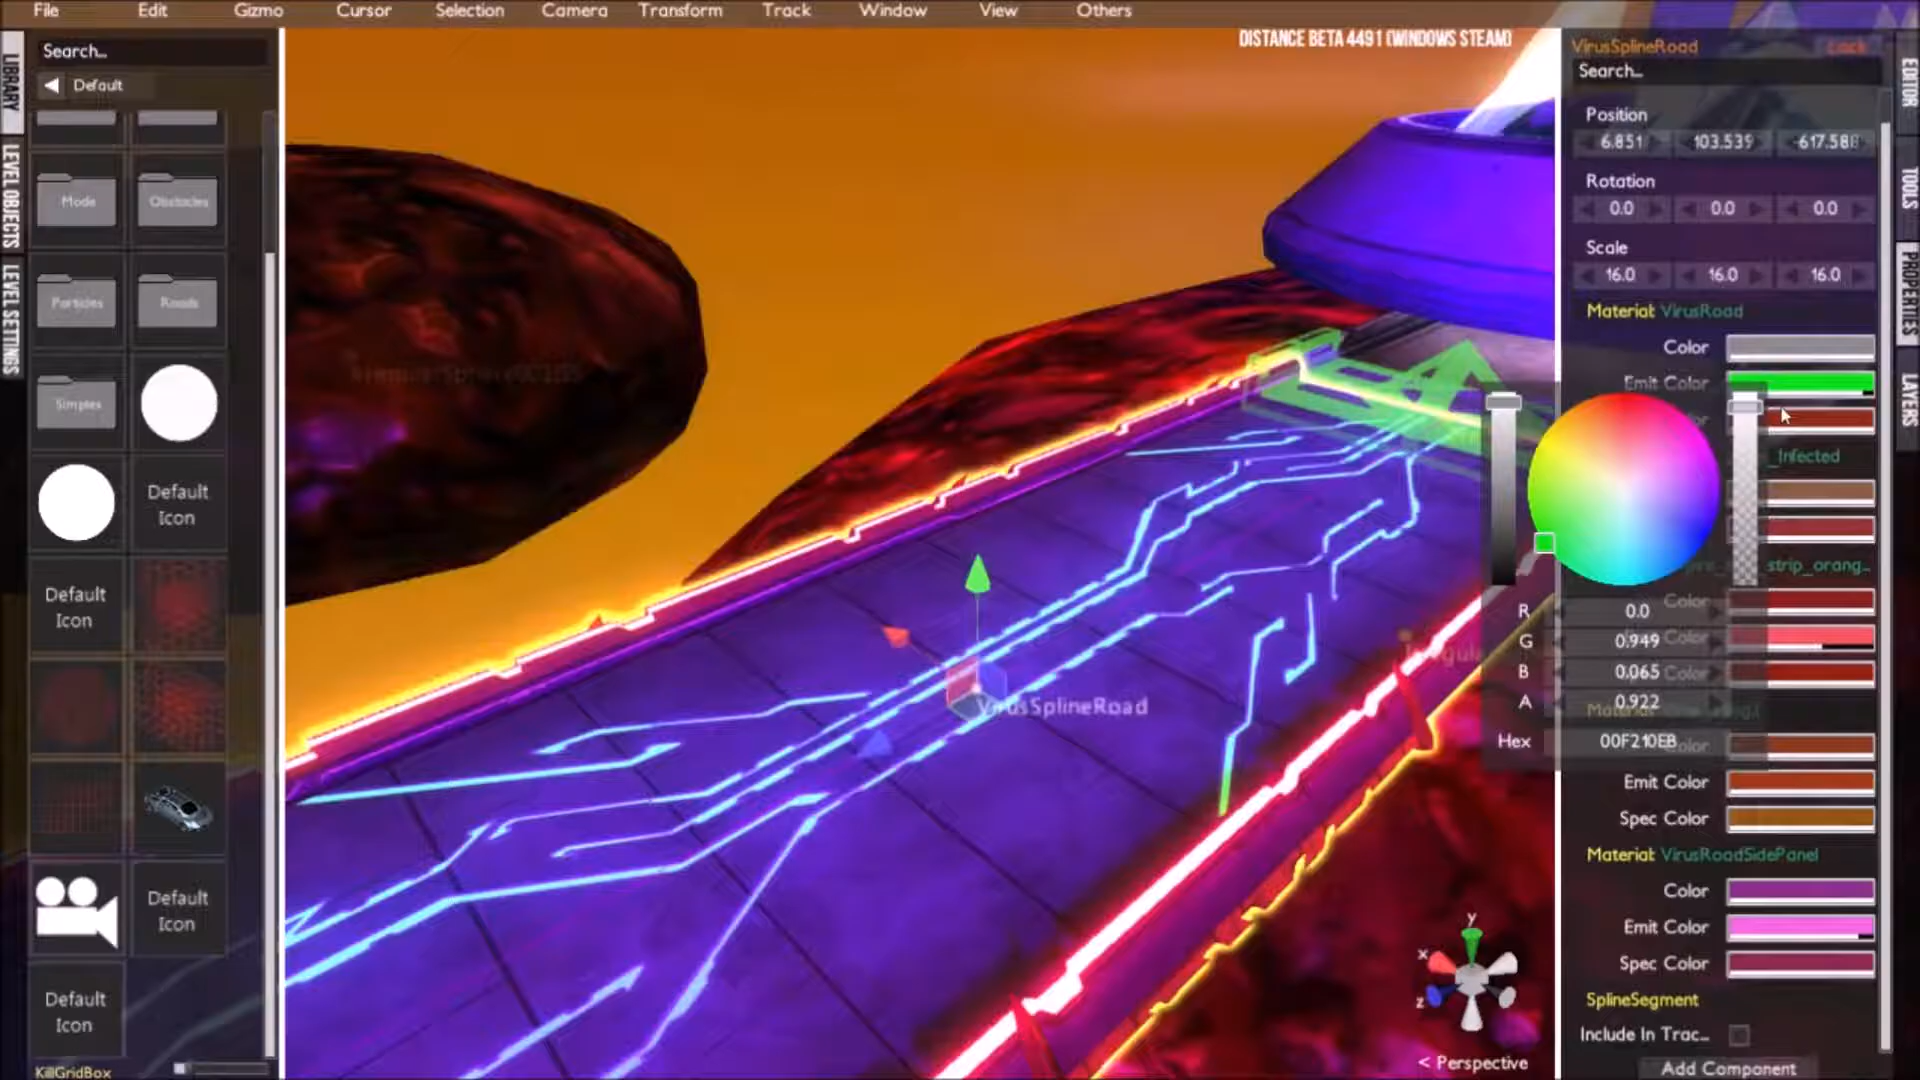 File Edit Gizmo Cursor Selection Camera Transform Track Window View Others
DISTANCE BETA 4491 (WINDOWS STEAM)
LIBRARY
LEVEL OBJECTS
LEVEL SETTINGS
Search...
Default
Mode
Obstacles
Particles
Roads
Simples
Default
Icon
Default
Icon
Default
Icon
Default
Icon
KillGridBox
VirusSplineRoad
< Perspective
y
x
z
VirusSplineRoad
Lock
Search...
Position
6.851 103.539 -617.588
Rotation
0.0 0.0 0.0
Scale
16.0 16.0 16.0
Material: VirusRoad
Color
Emit Color
_Infected
strip_orang...
R 0.0 Color
G 0.949 Color
B 0.065 Color
A 0.922
Hex 00F210EB
Emit Color
Spec Color
Material: VirusRoadSidePanel
Color
Emit Color
Spec Color
SplineSegment
Include In Trac...
Add Component
EDITOR
TOOLS
PROPERTIES
LAYERS